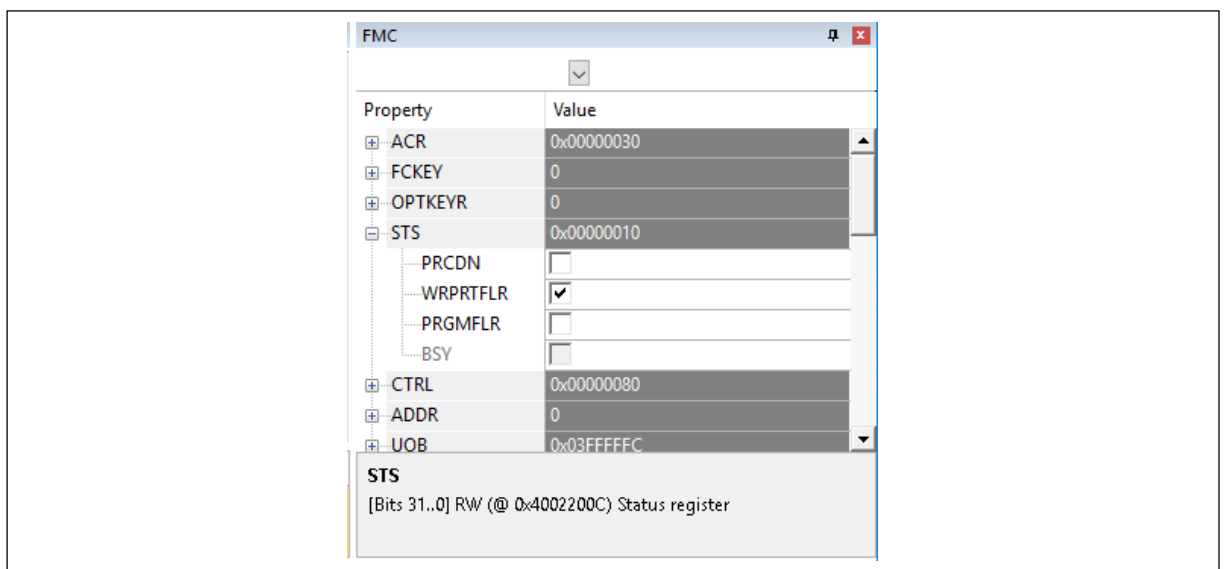 FMC
Property Value
ACR 0x00000030
FCKEY 0
OPTKEYR 0
STS 0x00000010
PRCDN
WRPRTFLR
PRGMFLR
BSY
CTRL 0x00000080
ADDR 0
UOB 0x03FFFFFC
STS
[Bits 31..0] RW (@ 0x4002200C) Status register